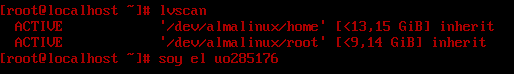 [root@localhost ~]# lvscan
  ACTIVE            '/dev/almalinux/home' [<13,15 GiB] inherit
  ACTIVE            '/dev/almalinux/root' [<9,14 GiB] inherit
[root@localhost ~]# soy el uo285176